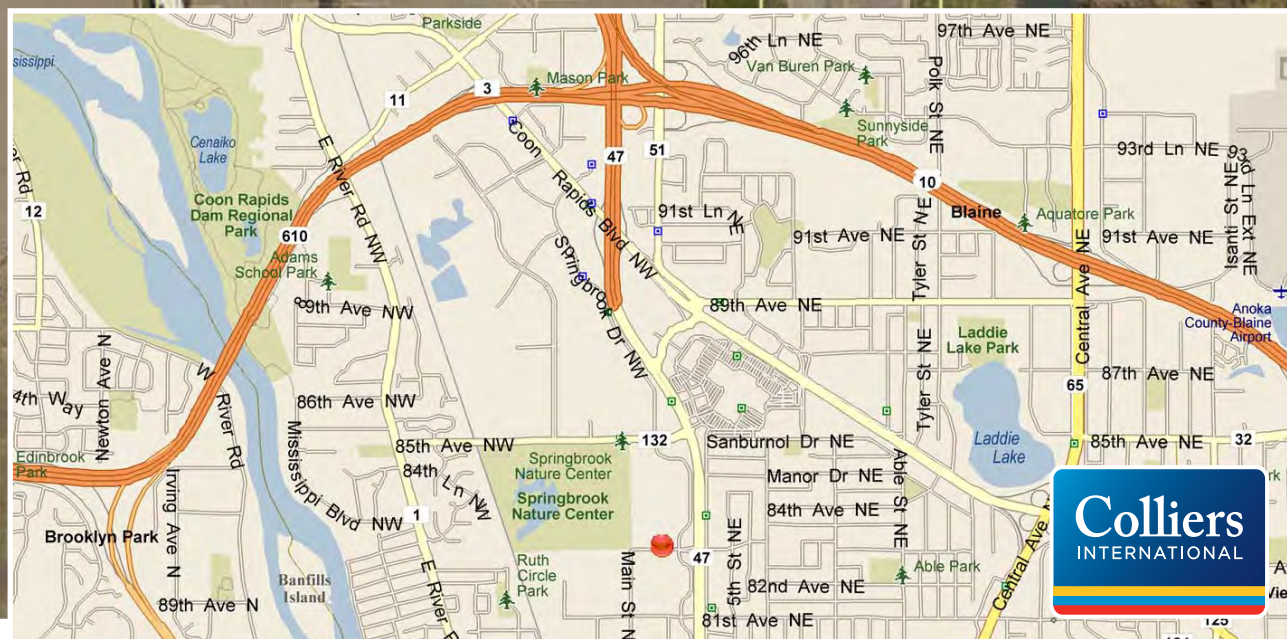 Parkside
97th Ave NE
96th Ln NE
Van Buren Park
Polk St NE
Mason Park
3
11
Sunnyside
Park
Cenaiko
Lake
E River Rd NW
Coon Rapids Blvd NW
47
51
93rd Ln NE
93rd Ln Ext NE
Isanti St NE
10
Blaine
Aquatore Park
12
Coon Rapids
Dam Regional
Park
610
Adams
School Park
91st Ln NE
91st Ave NE
91st Ave NE
Tyler St NE
Central Ave NE
Springbrook Dr NW
89th Ave NW
89th Ave NE
Anoka
County-Blaine
Airport
Laddie
Lake Park
Tyler St NE
Newton Ave N
W River Rd
87th Ave NE
65
86th Ave NW
4th Way
Mississippi Blvd NW
85th Ave NW
132
Sanburnol Dr NE
85th Ave NE
32
Laddie
Lake
Edinbrook
Park
84th Ln NW
Springbrook
Nature Center
Manor Dr NE
Able St NE
Springbrook
Nature Center
84th Ave NE
Irving Ave N
1
Brooklyn Park
47
5th St NE
Central Ave
Colliers
INTERNATIONAL
Ruth
Circle
Park
Main St N
Able Park
Banfills
Island
82nd Ave NE
E River
89th Ave N
81st Ave NE
125